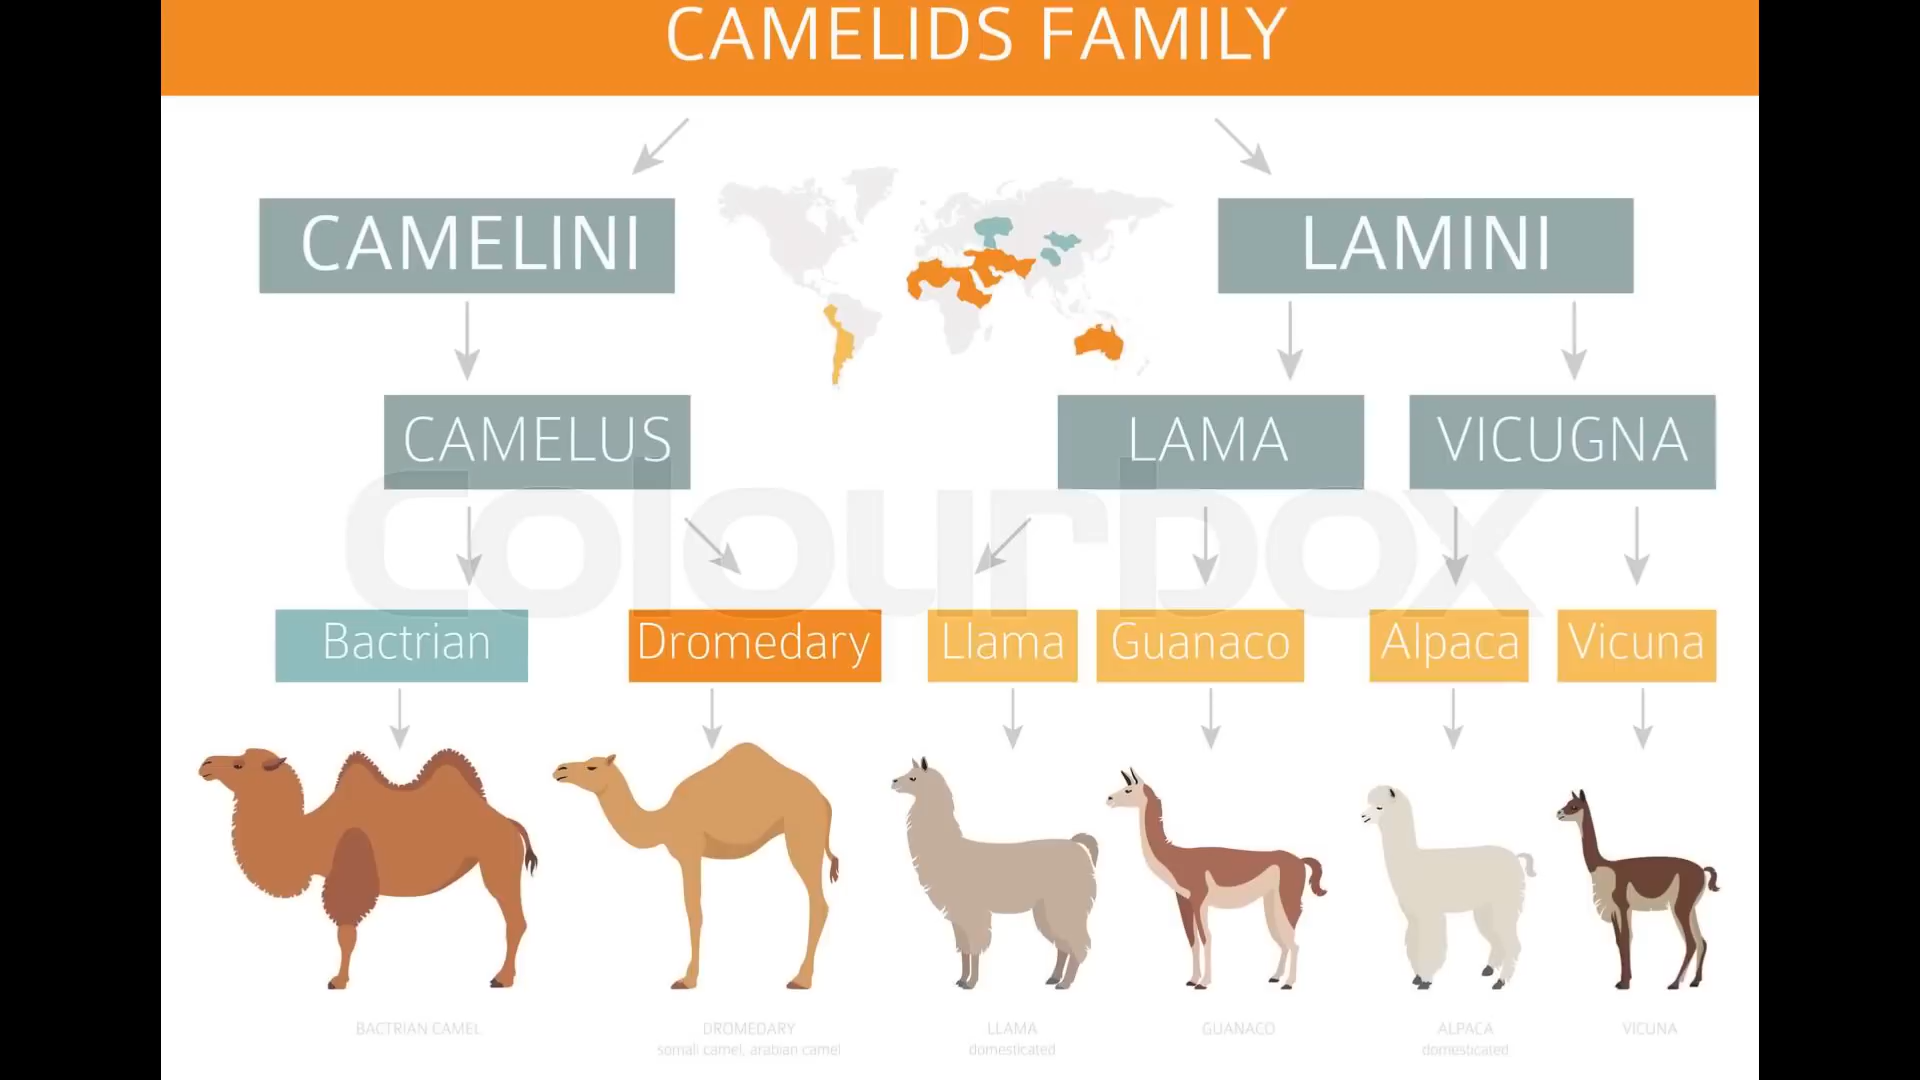 CAMELIDS FAMILY
CAMELINI
LAMINI
CAMELUS
LAMA
VICUGNA
colourbox
Bactrian
Dromedary
Llama
Guanaco
Alpaca
Vicuna
BACTRIAN CAMEL
DROMEDARY
somali camel, arabian camel
LLAMA
domesticated
GUANACO
ALPACA
domesticated
VICUNA